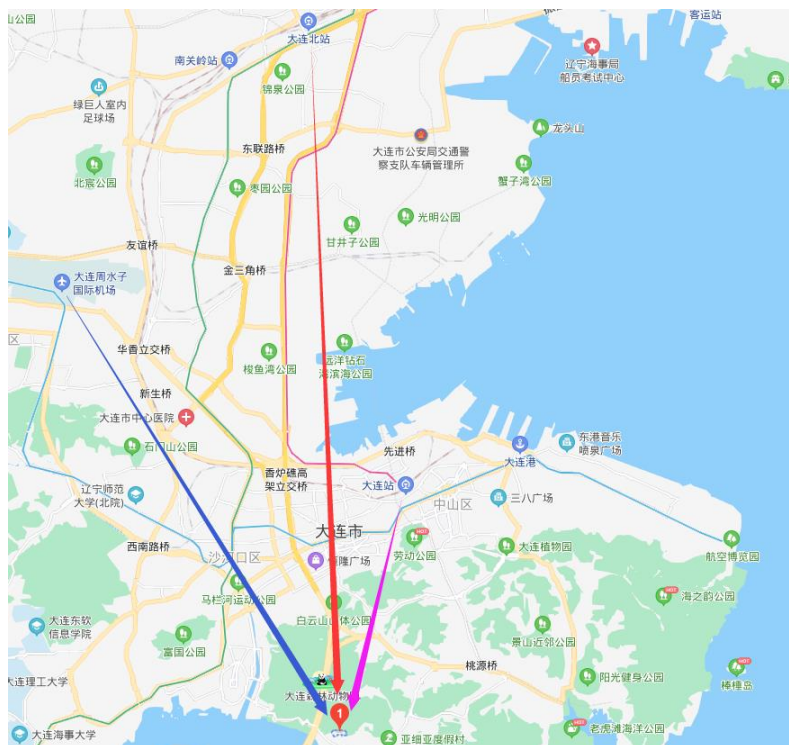 山公园
客运站
大连北站
南关岭站
辽宁海事局
船员考试中心
锦泉公园
绿巨人室内
足球场
龙头山
东联路桥
大连市公安局交通警
察支队车辆管理所
北宸公园
蟹子湾公园
枣园公园
光明公园
甘井子公园
友谊桥
金三角桥
大连周水子
国际机场
区
华香立交桥
远洋钻石
湾滨海公园
梭鱼湾公园
新生桥
大连市中心医院
石门山公园
先进桥
东港音乐
喷泉广场
大连港
香炉礁高
架立交桥
大连站
辽宁师范
大学(北院)
中山区
三八广场
大连市
HOT
西南路桥
沙河口区
恒隆广场
劳动公园
大连植物园
航空博览园
马栏河运动公园
HOT
海之韵公园
白云山山体公园
大连东软
信息学院
富国公园
景山近邻公园
桃源桥
HOT
棒棰岛
大连理工大学
阳光健身公园
大连森林动物
1
HOT
老虎滩海洋公园
大连海事大学
亚细亚度假村